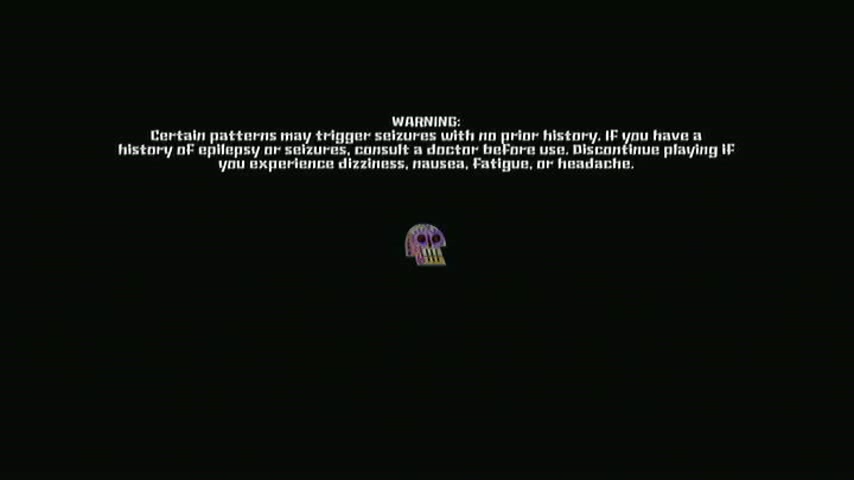 WARNING:
Certain patterns may trigger seizures with no prior history. If you have a
history of epilepsy or seizures, consult a doctor before use. Discontinue playing if
you experience dizziness, nausea, fatigue, or headache.